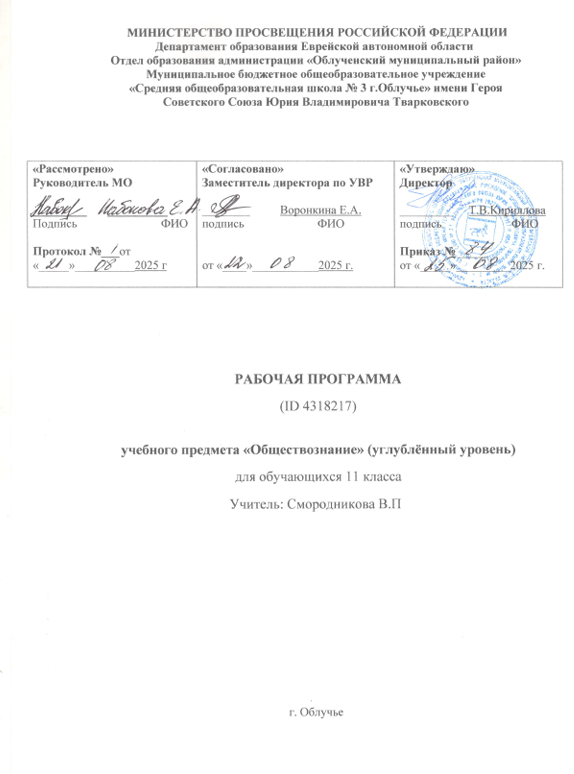 МИНИСТЕРСТВО ПРОСВЕЩЕНИЯ РОССИЙСКОЙ ФЕДЕРАЦИИ
Департамент образования Еврейской автономной области
Отдел образования администрации «Облученский муниципальный район»
Муниципальное бюджетное общеобразовательное учреждение
«Средняя общеобразовательная школа № 3 г.Облучье» имени Героя
Советского Союза Юрия Владимировича Тварковского
«Рассмотрено»
Руководитель МО
Набокова Е.А.
Подпись ФИО
Протокол № 1 от
« 21 » 08 2025 г
«Согласовано»
Заместитель директора по УВР
Воронкина Е.А.
подпись ФИО
от « 22 » 08 2025 г.
«Утверждаю»
Директор
Т.В.Кириллова
подпись ФИО
Приказ № 84
от « 25 » 08 2025 г.
РАБОЧАЯ ПРОГРАММА
(ID 4318217)
учебного предмета «Обществознание» (углублённый уровень)
для обучающихся 11 класса
Учитель: Смородникова В.П
г. Облучье